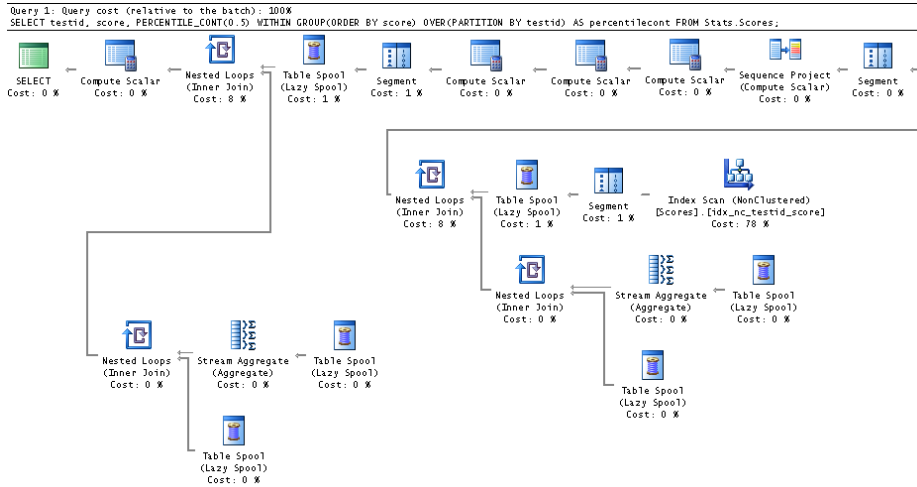 Query 1: Query cost (relative to the batch): 100%
SELECT testid, score, PERCENTILE_CONT(0.5) WITHIN GROUP(ORDER BY score) OVER(PARTITION BY testid) AS percentilecont FROM Stats.Scores;
SELECT
Cost: 0 %
Compute Scalar
Cost: 0 %
Nested Loops
(Inner Join)
Cost: 8 %
Table Spool
(Lazy Spool)
Cost: 1 %
Segment
Cost: 1 %
Compute Scalar
Cost: 0 %
Compute Scalar
Cost: 0 %
Compute Scalar
Cost: 0 %
Sequence Project
(Compute Scalar)
Cost: 0 %
Segment
Cost: 0 %
Nested Loops
(Inner Join)
Cost: 8 %
Table Spool
(Lazy Spool)
Cost: 1 %
Segment
Cost: 1 %
Index Scan (NonClustered)
[Scores].[idx_nc_testid_score]
Cost: 78 %
Nested Loops
(Inner Join)
Cost: 0 %
Stream Aggregate
(Aggregate)
Cost: 0 %
Table Spool
(Lazy Spool)
Cost: 0 %
Table Spool
(Lazy Spool)
Cost: 0 %
Nested Loops
(Inner Join)
Cost: 0 %
Stream Aggregate
(Aggregate)
Cost: 0 %
Table Spool
(Lazy Spool)
Cost: 0 %
Table Spool
(Lazy Spool)
Cost: 0 %